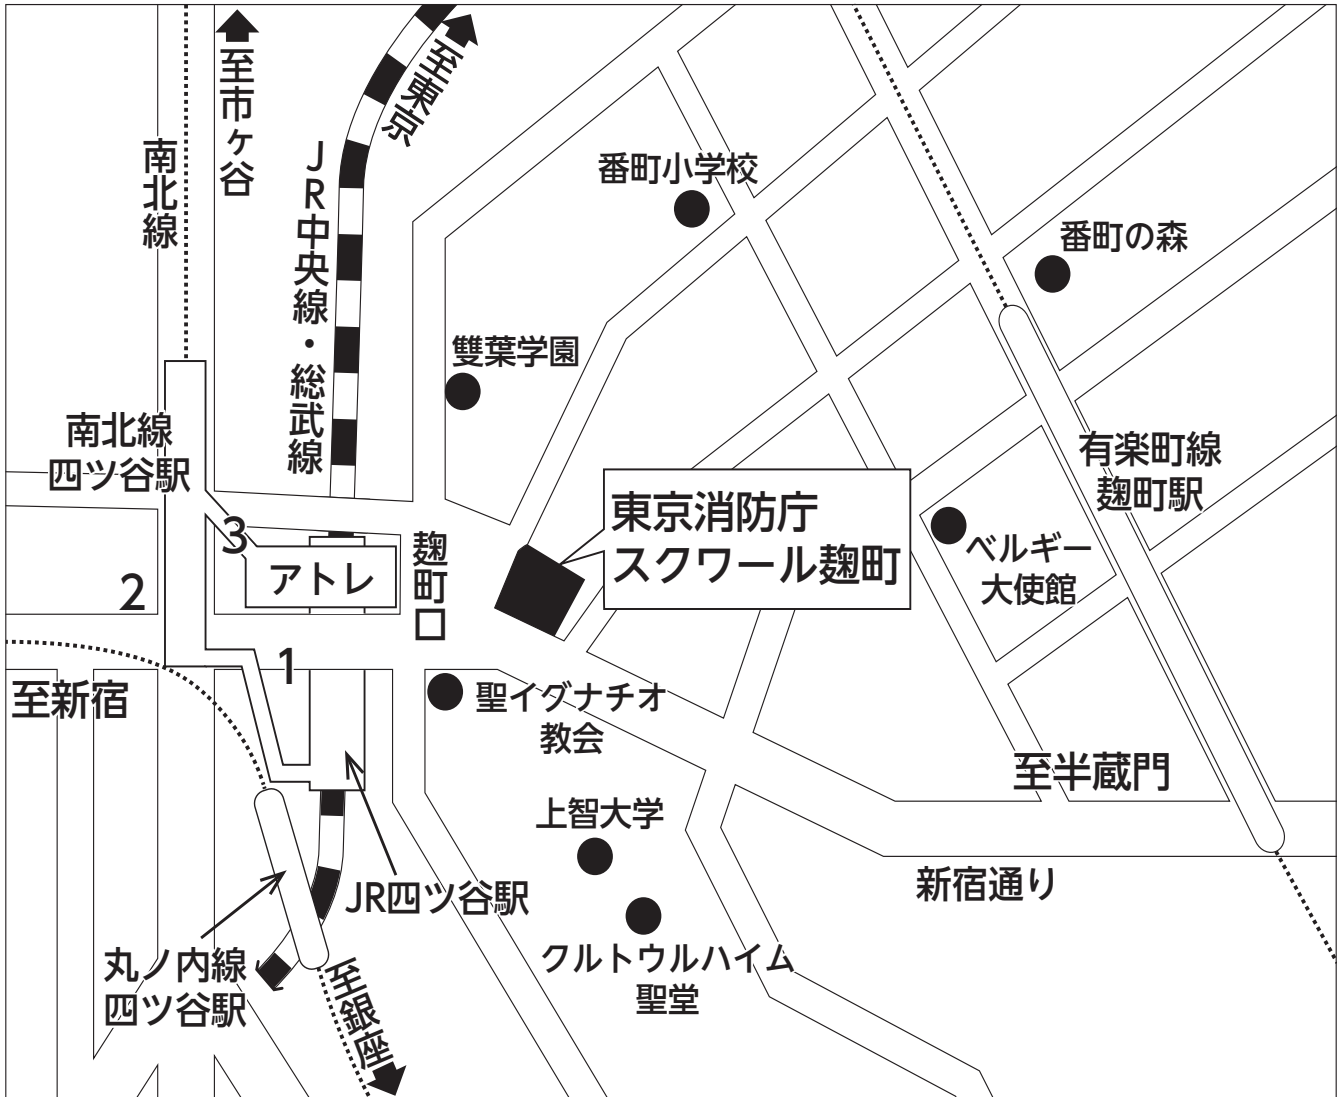 至市ヶ谷
至東京
南北線
JR中央線・総武線
番町小学校
番町の森
雙葉学園
南北線
四ツ谷駅
有楽町線
麹町駅
東京消防庁
スクワール麹町
3
アトレ
麹町口
2
ベルギー
大使館
1
至新宿
聖イグナチオ
教会
至半蔵門
上智大学
新宿通り
JR四ツ谷駅
クルトゥルハイム
聖堂
丸ノ内線
四ツ谷駅
至銀座